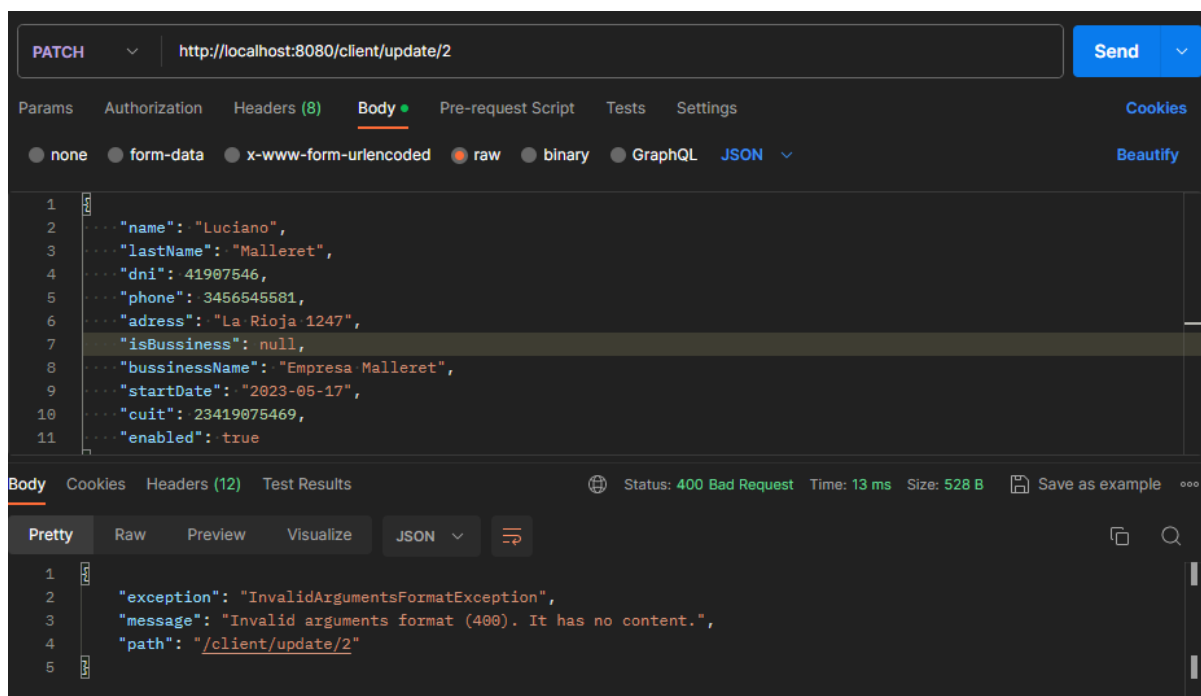 PATCH http://localhost:8080/client/update/2 Send
Params Authorization Headers (8) Body Pre-request Script Tests Settings Cookies
none form-data x-www-form-urlencoded raw binary GraphQL JSON Beautify
1 {
2 "name": "Luciano",
3 "lastName": "Malleret",
4 "dni": 41907546,
5 "phone": 3456545581,
6 "adress": "La Rioja 1247",
7 "isBussiness": null,
8 "bussinessName": "Empresa Malleret",
9 "startDate": "2023-05-17",
10 "cuit": 23419075469,
11 "enabled": true
Body Cookies Headers (12) Test Results Status: 400 Bad Request Time: 13 ms Size: 528 B Save as example
Pretty Raw Preview Visualize JSON
1 {
2 "exception": "InvalidArgumentsFormatException",
3 "message": "Invalid arguments format (400). It has no content.",
4 "path": "/client/update/2"
5 }